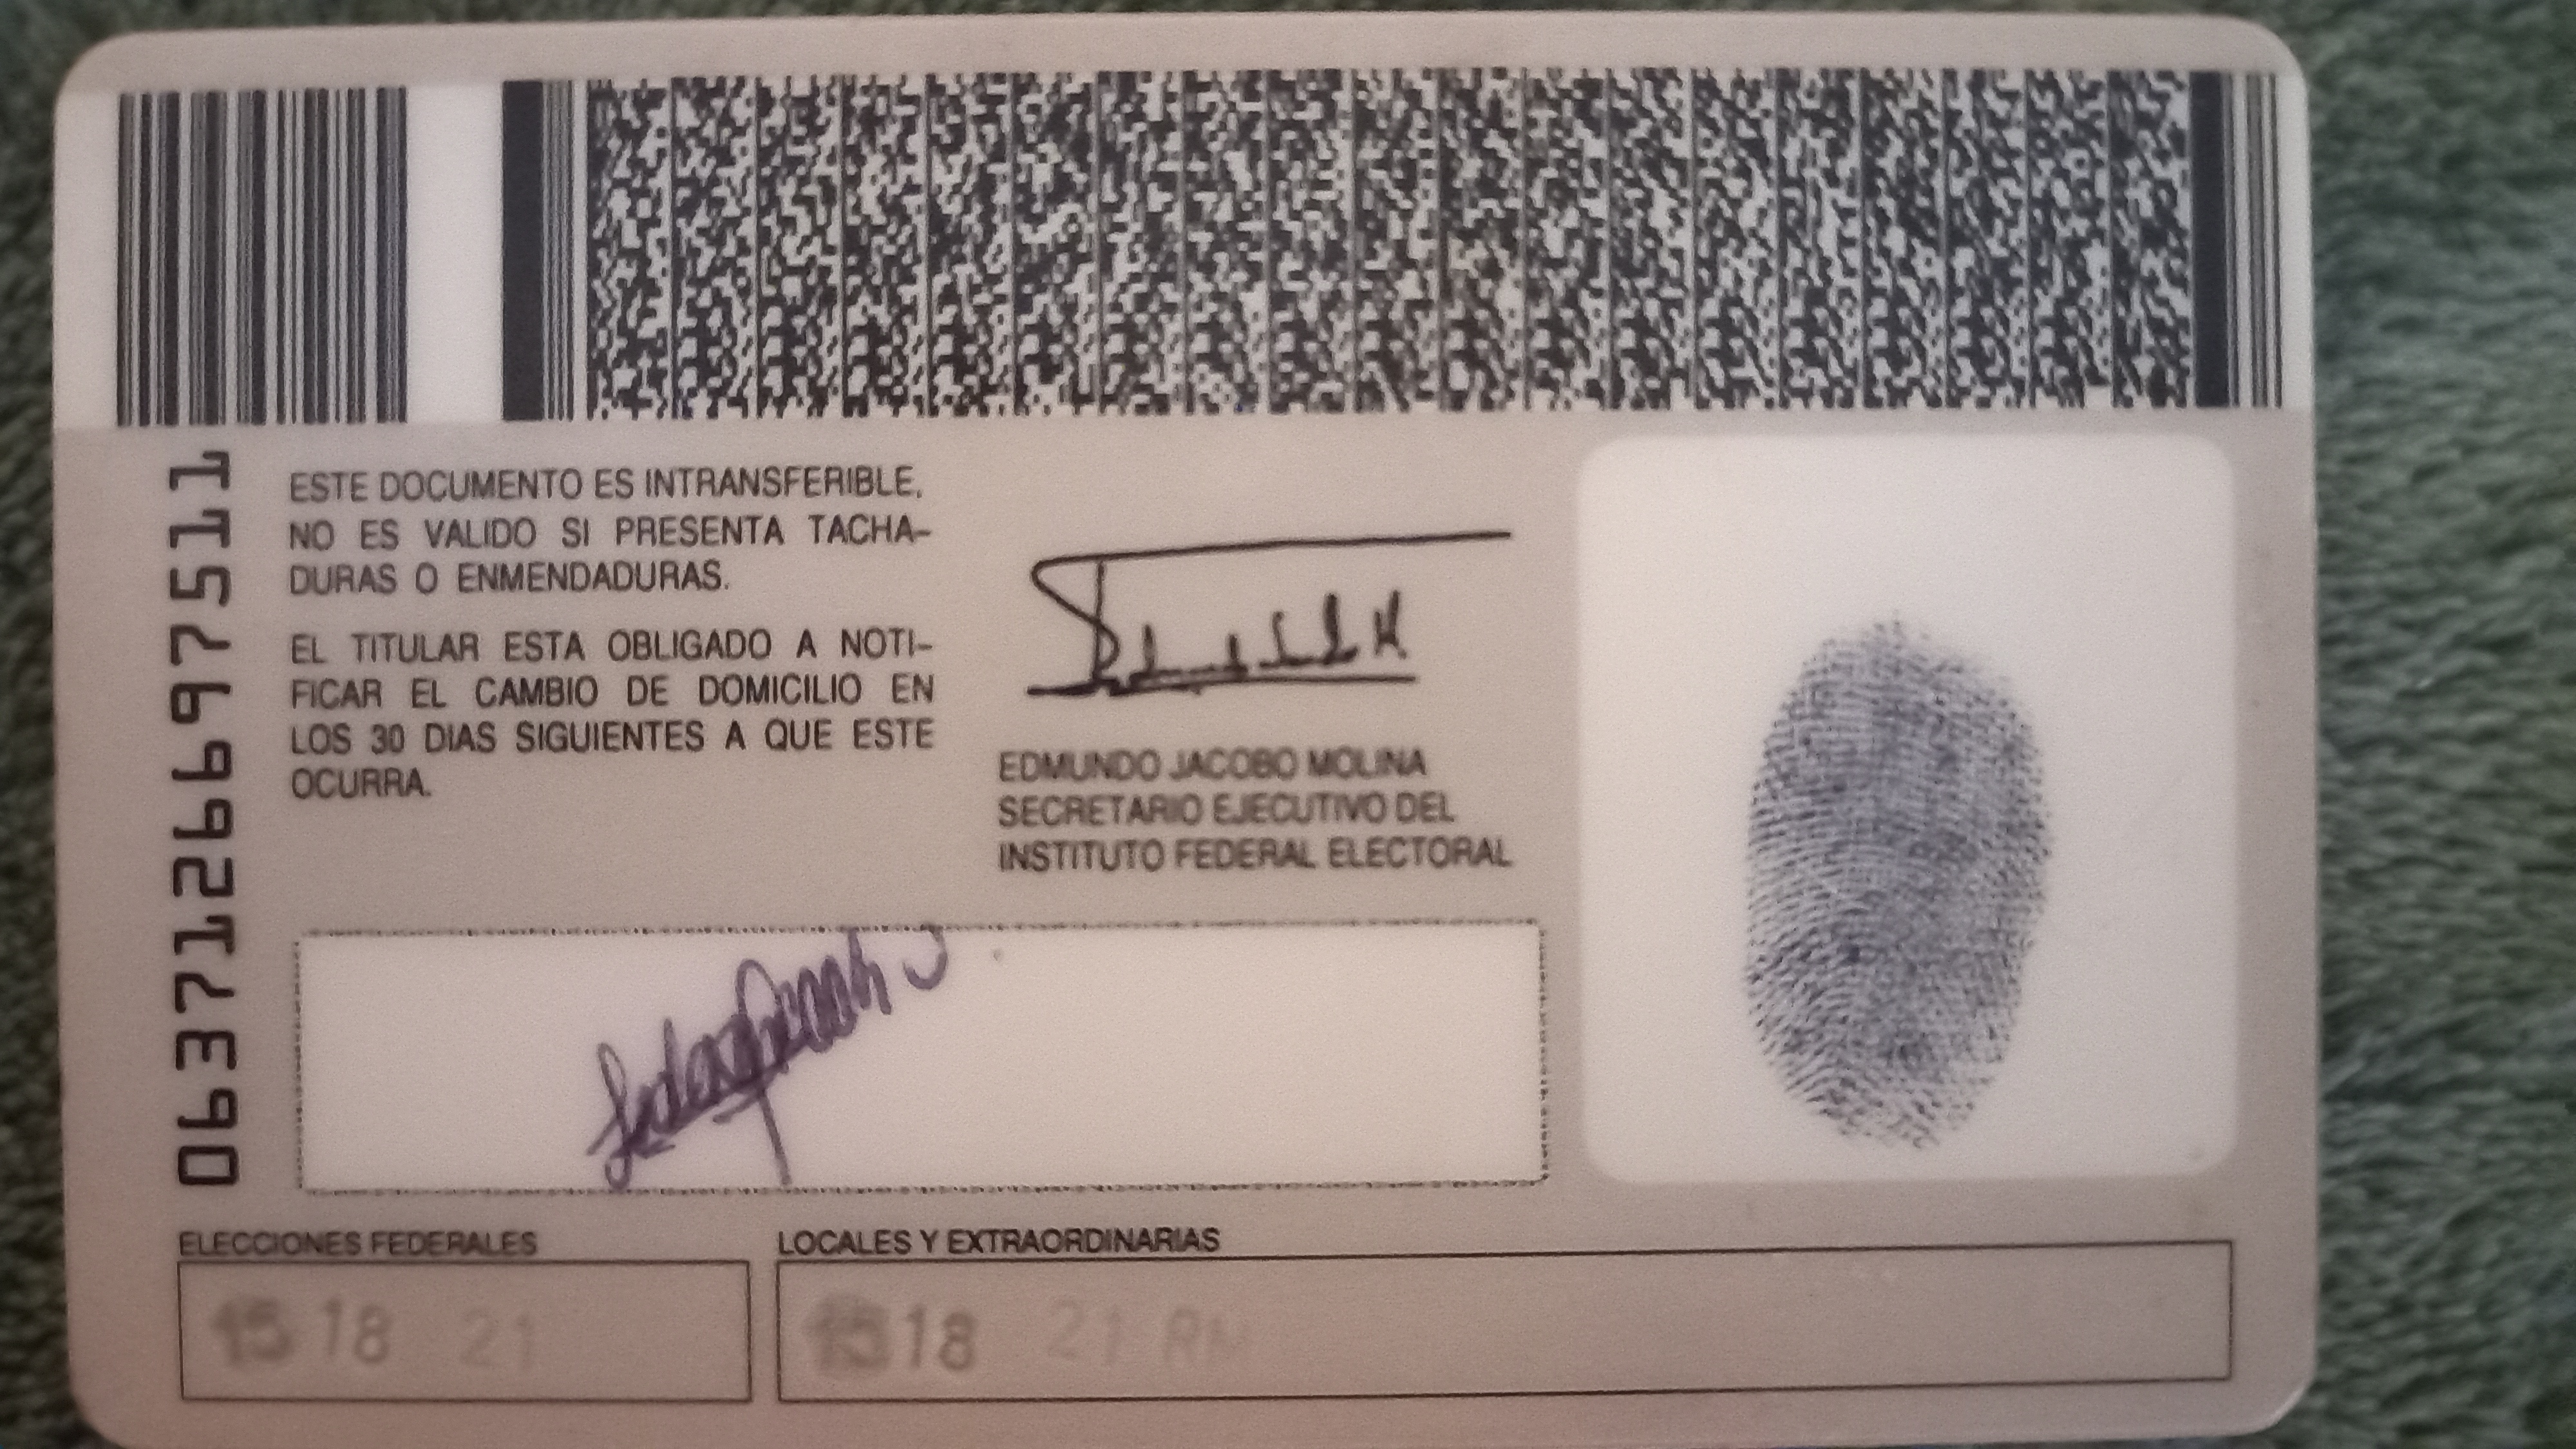 0637126697511
ESTE DOCUMENTO ES INTRANSFERIBLE,
NO ES VALIDO SI PRESENTA TACHA-
DURAS O ENMENDADURAS.
EL TITULAR ESTA OBLIGADO A NOTI-
FICAR EL CAMBIO DE DOMICILIO EN
LOS 30 DIAS SIGUIENTES A QUE ESTE
OCURRA.
EDMUNDO JACOBO MOLINA
SECRETARIO EJECUTIVO DEL
INSTITUTO FEDERAL ELECTORAL
ELECCIONES FEDERALES
15 18 21
LOCALES Y EXTRAORDINARIAS
15 18 21 RM